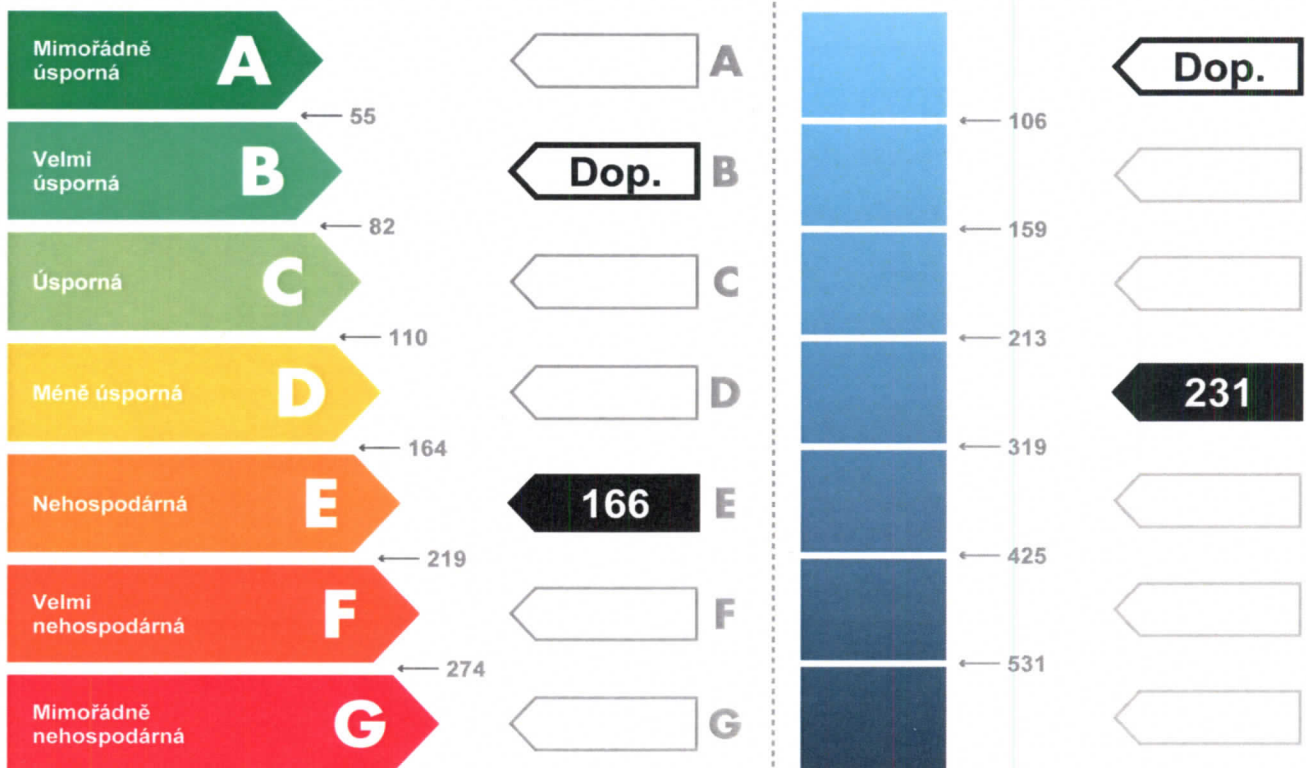 Mimořádně
úsporná
A
A
Dop.
55
106
Velmi
úsporná
B
Dop.
B
82
159
Úsporná
C
C
110
213
Méně úsporná
D
D
231
164
319
Nehospodárná
E
166
E
219
425
Velmi
nehospodárná
F
F
274
531
Mimořádně
nehospodárná
G
G